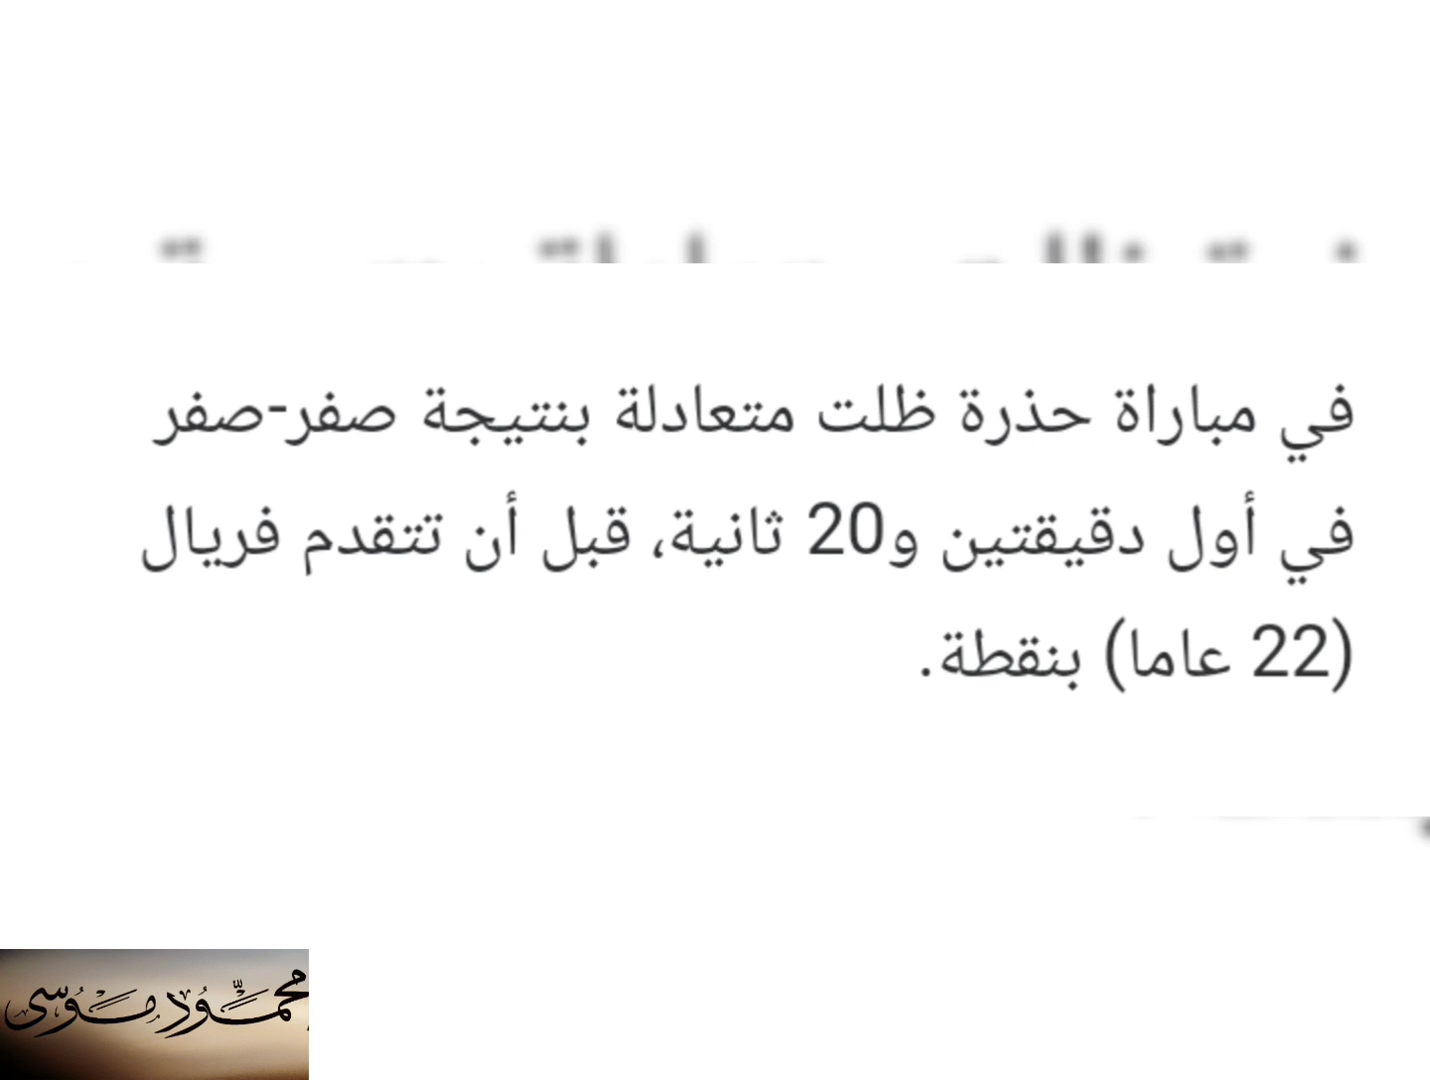 في مباراة حذرة ظلت متعادلة بنتيجة صفر-صفر
في أول دقيقتين و20 ثانية، قبل أن تتقدم فريال
(22 عاما) بنقطة.
محمود موسى